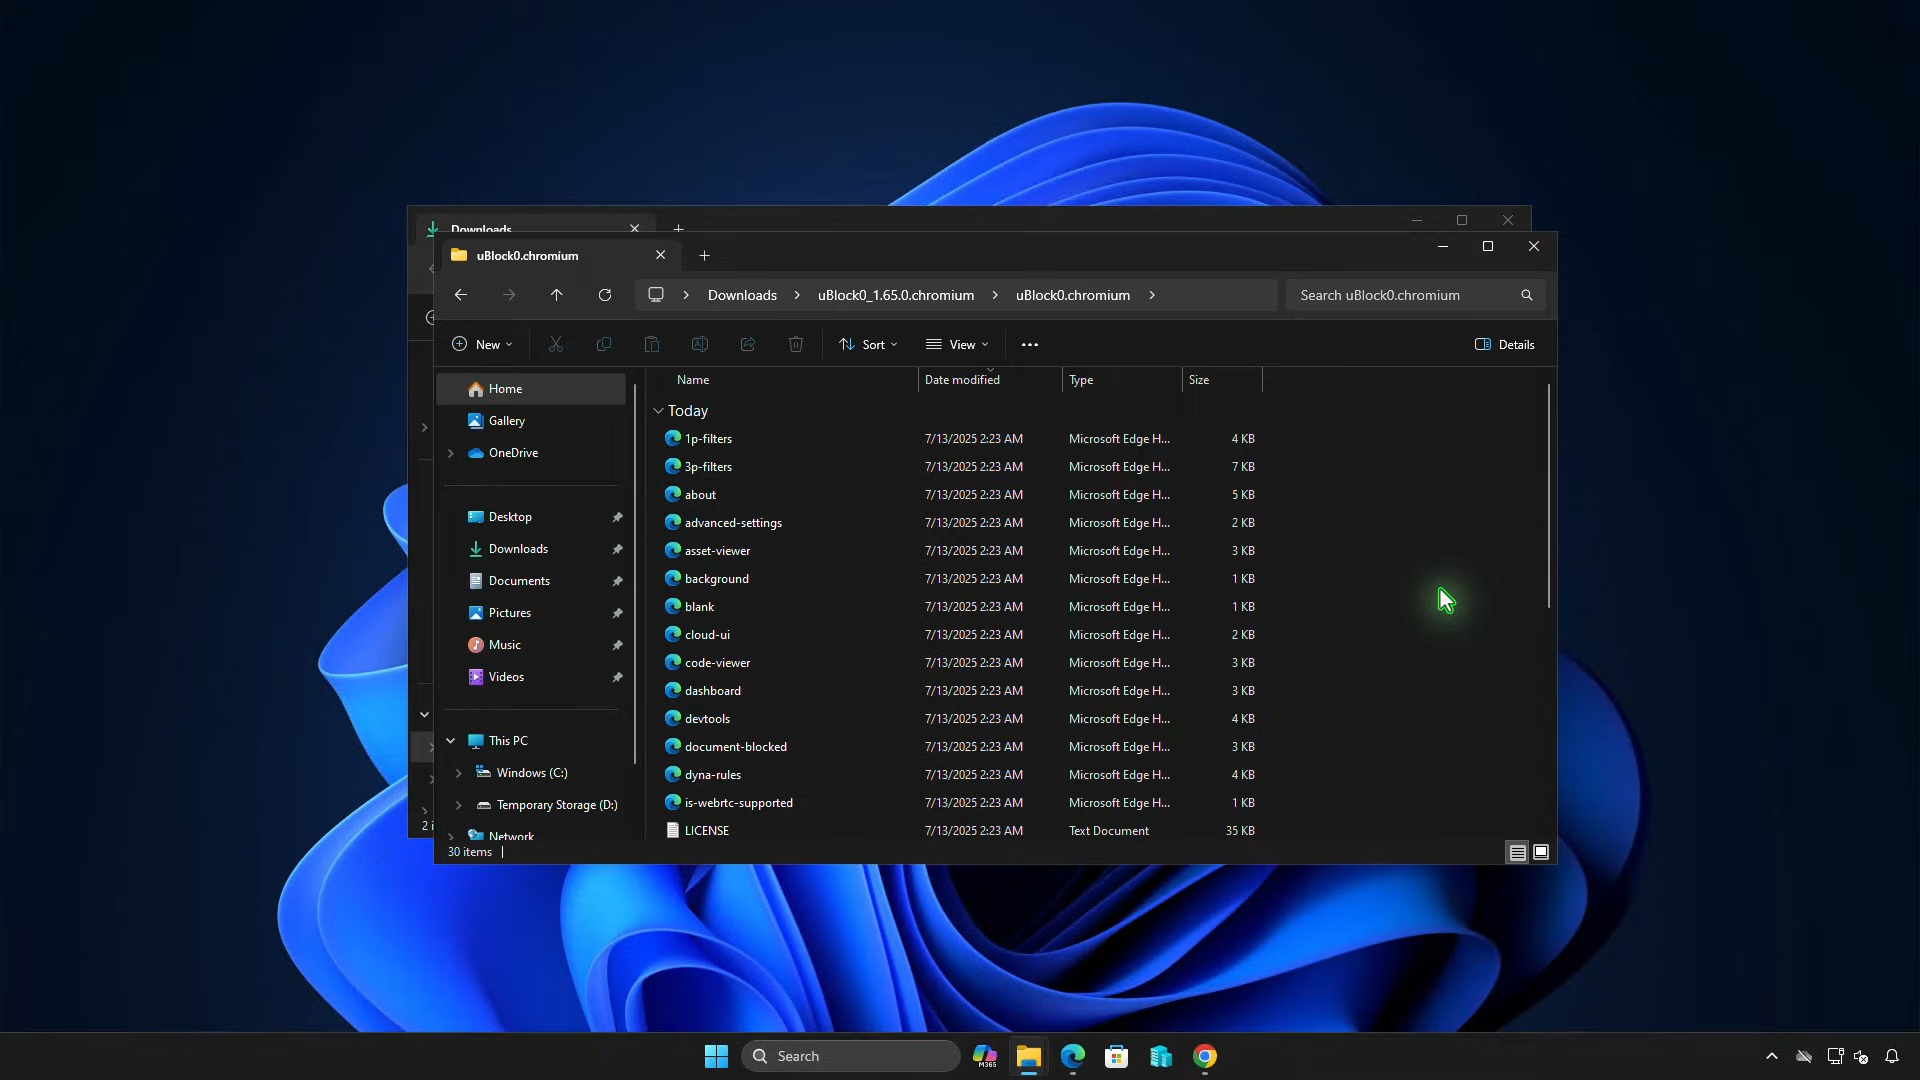 Downloads
uBlock0.chromium
Downloads
uBlock0_1.65.0.chromium
uBlock0.chromium
Search uBlock0.chromium
New
Sort
View
Details
Home
Gallery
OneDrive
Desktop
Downloads
Documents
Pictures
Music
Videos
This PC
Windows (C:)
Temporary Storage (D:)
Network
Name Date modified Type Size
Today
1p-filters 7/13/2025 2:23 AM Microsoft Edge H... 4 KB
3p-filters 7/13/2025 2:23 AM Microsoft Edge H... 7 KB
about 7/13/2025 2:23 AM Microsoft Edge H... 5 KB
advanced-settings 7/13/2025 2:23 AM Microsoft Edge H... 2 KB
asset-viewer 7/13/2025 2:23 AM Microsoft Edge H... 3 KB
background 7/13/2025 2:23 AM Microsoft Edge H... 1 KB
blank 7/13/2025 2:23 AM Microsoft Edge H... 1 KB
cloud-ui 7/13/2025 2:23 AM Microsoft Edge H... 2 KB
code-viewer 7/13/2025 2:23 AM Microsoft Edge H... 3 KB
dashboard 7/13/2025 2:23 AM Microsoft Edge H... 3 KB
devtools 7/13/2025 2:23 AM Microsoft Edge H... 4 KB
document-blocked 7/13/2025 2:23 AM Microsoft Edge H... 3 KB
dyna-rules 7/13/2025 2:23 AM Microsoft Edge H... 4 KB
is-webrtc-supported 7/13/2025 2:23 AM Microsoft Edge H... 1 KB
LICENSE 7/13/2025 2:23 AM Text Document 35 KB
2 i
30 items
Search
M365